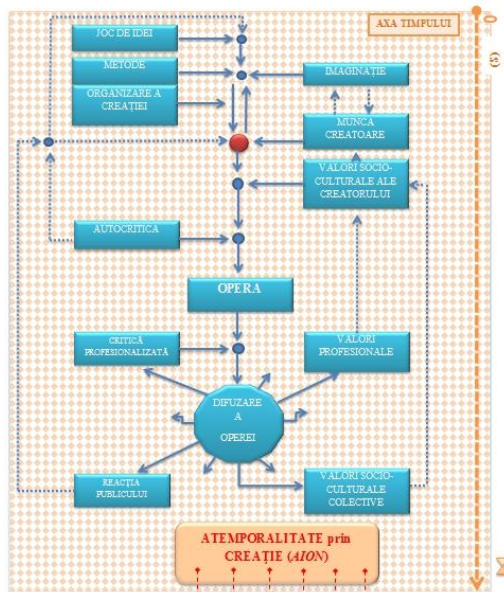 AXA TIMPULUI
JOC DE IDEI
METODE
IMAGINAȚIE
ORGANIZARE A
CREAȚIEI
MUNCA
CREATOARE
VALORI SOCIO-
CULTURALE ALE
CREATORULUI
AUTOCRITICA
OPERA
CRITICĂ
PROFESIONALIZATĂ
VALORI
PROFESIONALE
DIFUZARE
A
OPEREI
REACȚIA
PUBLICULUI
VALORI SOCIO-
CULTURALE
COLECTIVE
ATEMPORALITATE prin
CREAȚIE (AION)